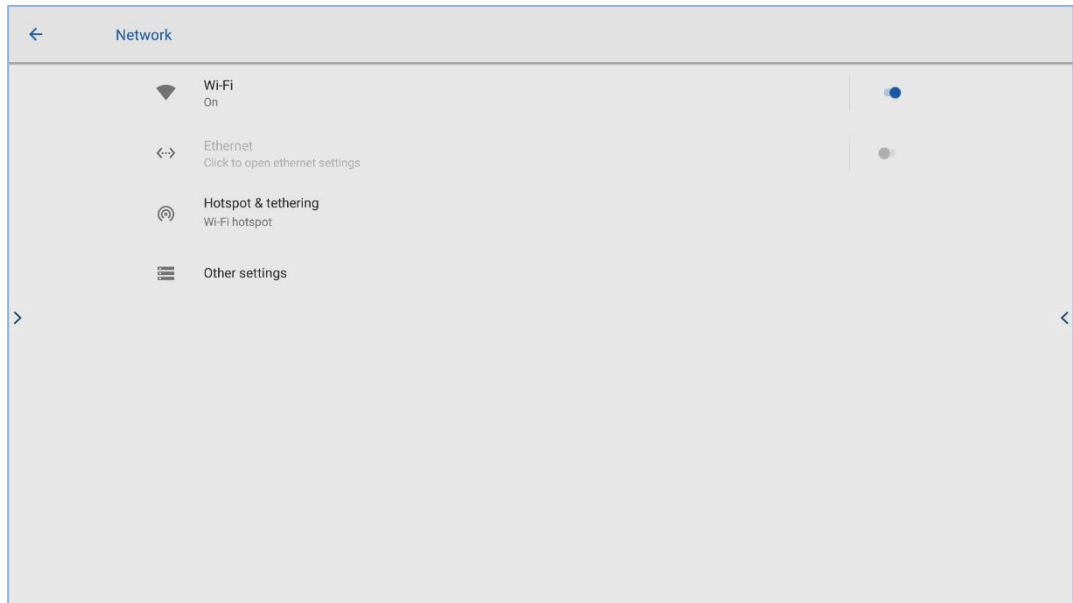 Network
Wi-Fi
On
Ethernet
Click to open ethernet settings
Hotspot & tethering
Wi-Fi hotspot
Other settings